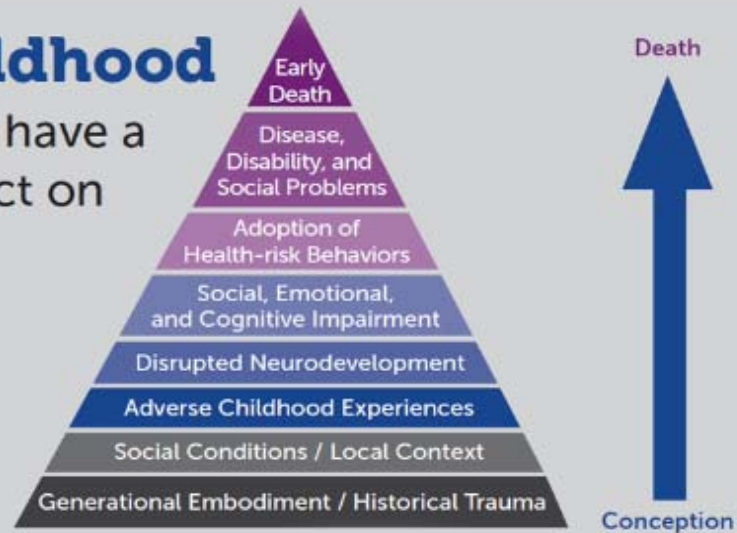 ldhood
have a
ct on
Early
Death
Disease,
Disability, and
Social Problems
Adoption of
Health-risk Behaviors
Social, Emotional,
and Cognitive Impairment
Disrupted Neurodevelopment
Adverse Childhood Experiences
Social Conditions / Local Context
Generational Embodiment / Historical Trauma
Death
Conception